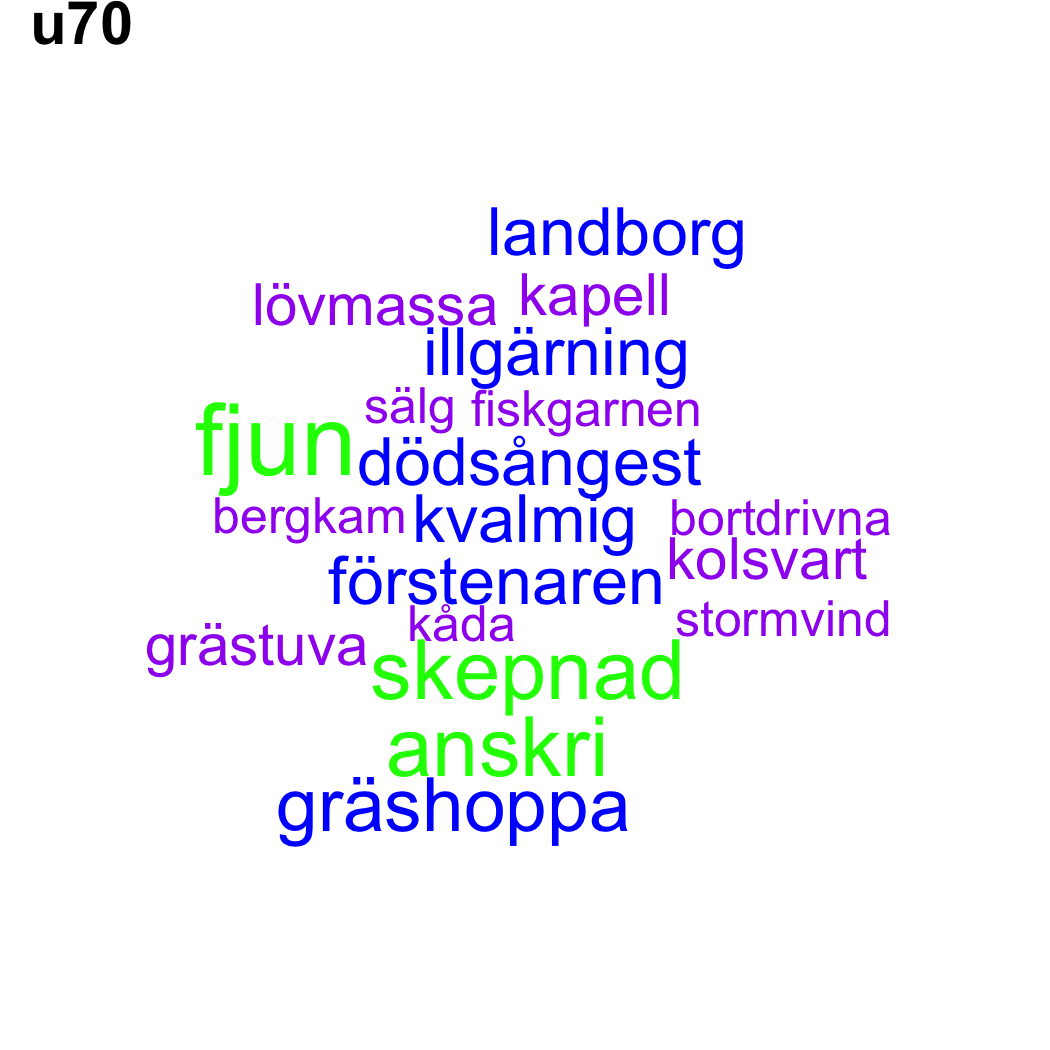 u70
landborg
lövmassa kapell
illgärning
sälg fiskgarnen
fjun dödsångest
bergkam kvalmig bortdrivna
förstenaren kolsvart
kåda stormvind
grästuva skepnad
anskri
gräshoppa